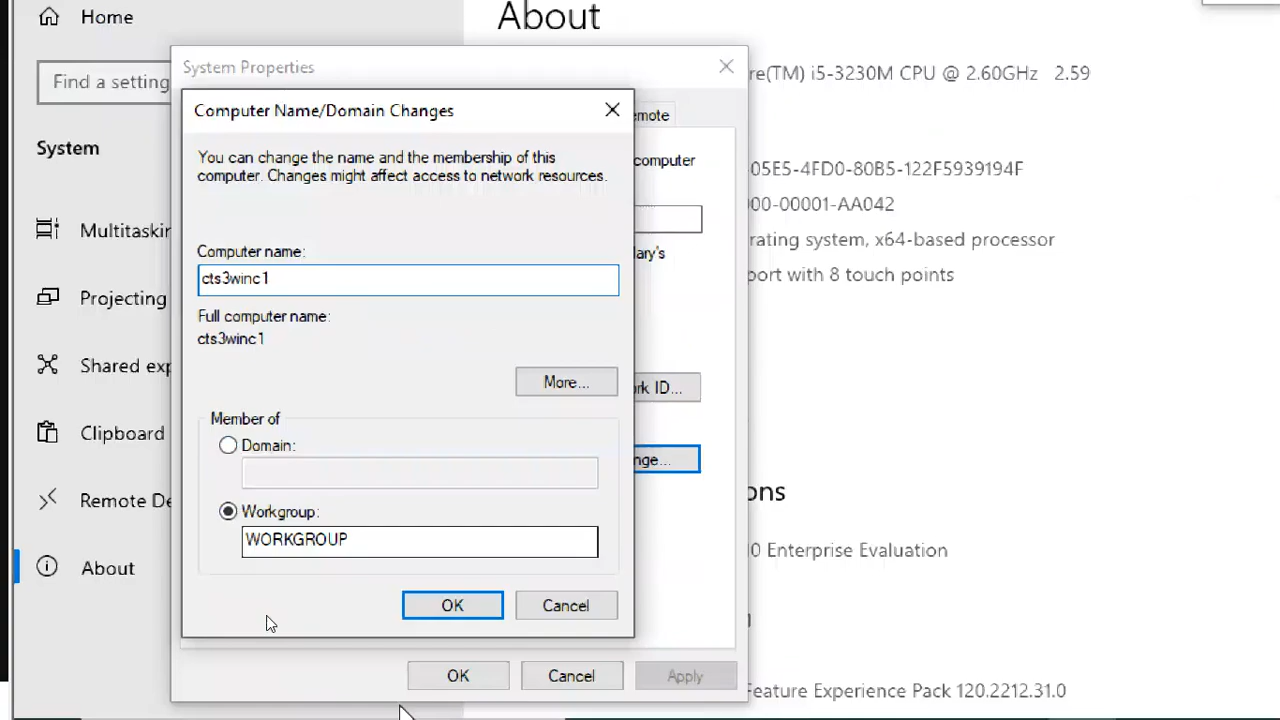 Home
About
Find a setting
System
Multitaskin
Projecting
Shared exp
Clipboard
Remote De
About
System Properties
emote
computer
lary's
rk ID...
nge...
OK
Cancel
Apply
Computer Name/Domain Changes
You can change the name and the membership of this
computer. Changes might affect access to network resources.
Computer name:
cts3winc1
Full computer name:
cts3winc1
More...
Member of
Domain:
Workgroup:
WORKGROUP
OK
Cancel
re(TM) i5-3230M CPU @ 2.60GHz 2.59
05E5-4FD0-80B5-122F5939194F
00-00001-AA042
rating system, x64-based processor
port with 8 touch points
ons
0 Enterprise Evaluation
Feature Experience Pack 120.2212.31.0